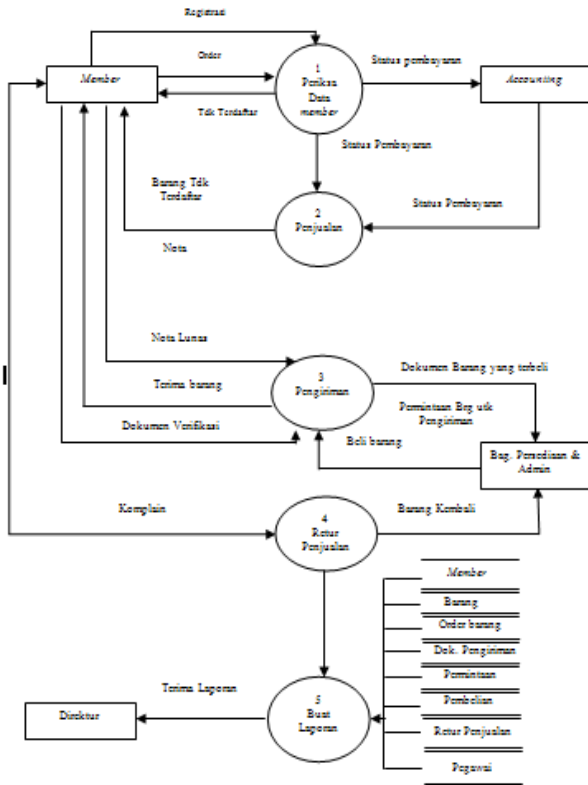 Registrasi
Member
Order
1
Periksa
Data
member
Status pembayaran
Accounting
Tdk Terdaftar
Status Pembayaran
Barang Tdk
Terdaftar
2
Penjualan
Status Pembayaran
Nota
Nota Lunas
3
Pengiriman
Dokumen Barang yang terbeli
Terima barang
Permintaan Brg utk
Pengiriman
Dokumen Verifikasi
Beli barang
Bag. Persediaan &
Admin
Komplain
4
Retur
Penjualan
Barang Kembali
Member
Barang
Order barang
Dok. Pengiriman
Permintaan
Pembelian
Retur Penjualan
Pegawai
Terima Laporan
Direktur
5
Buat
Laporan